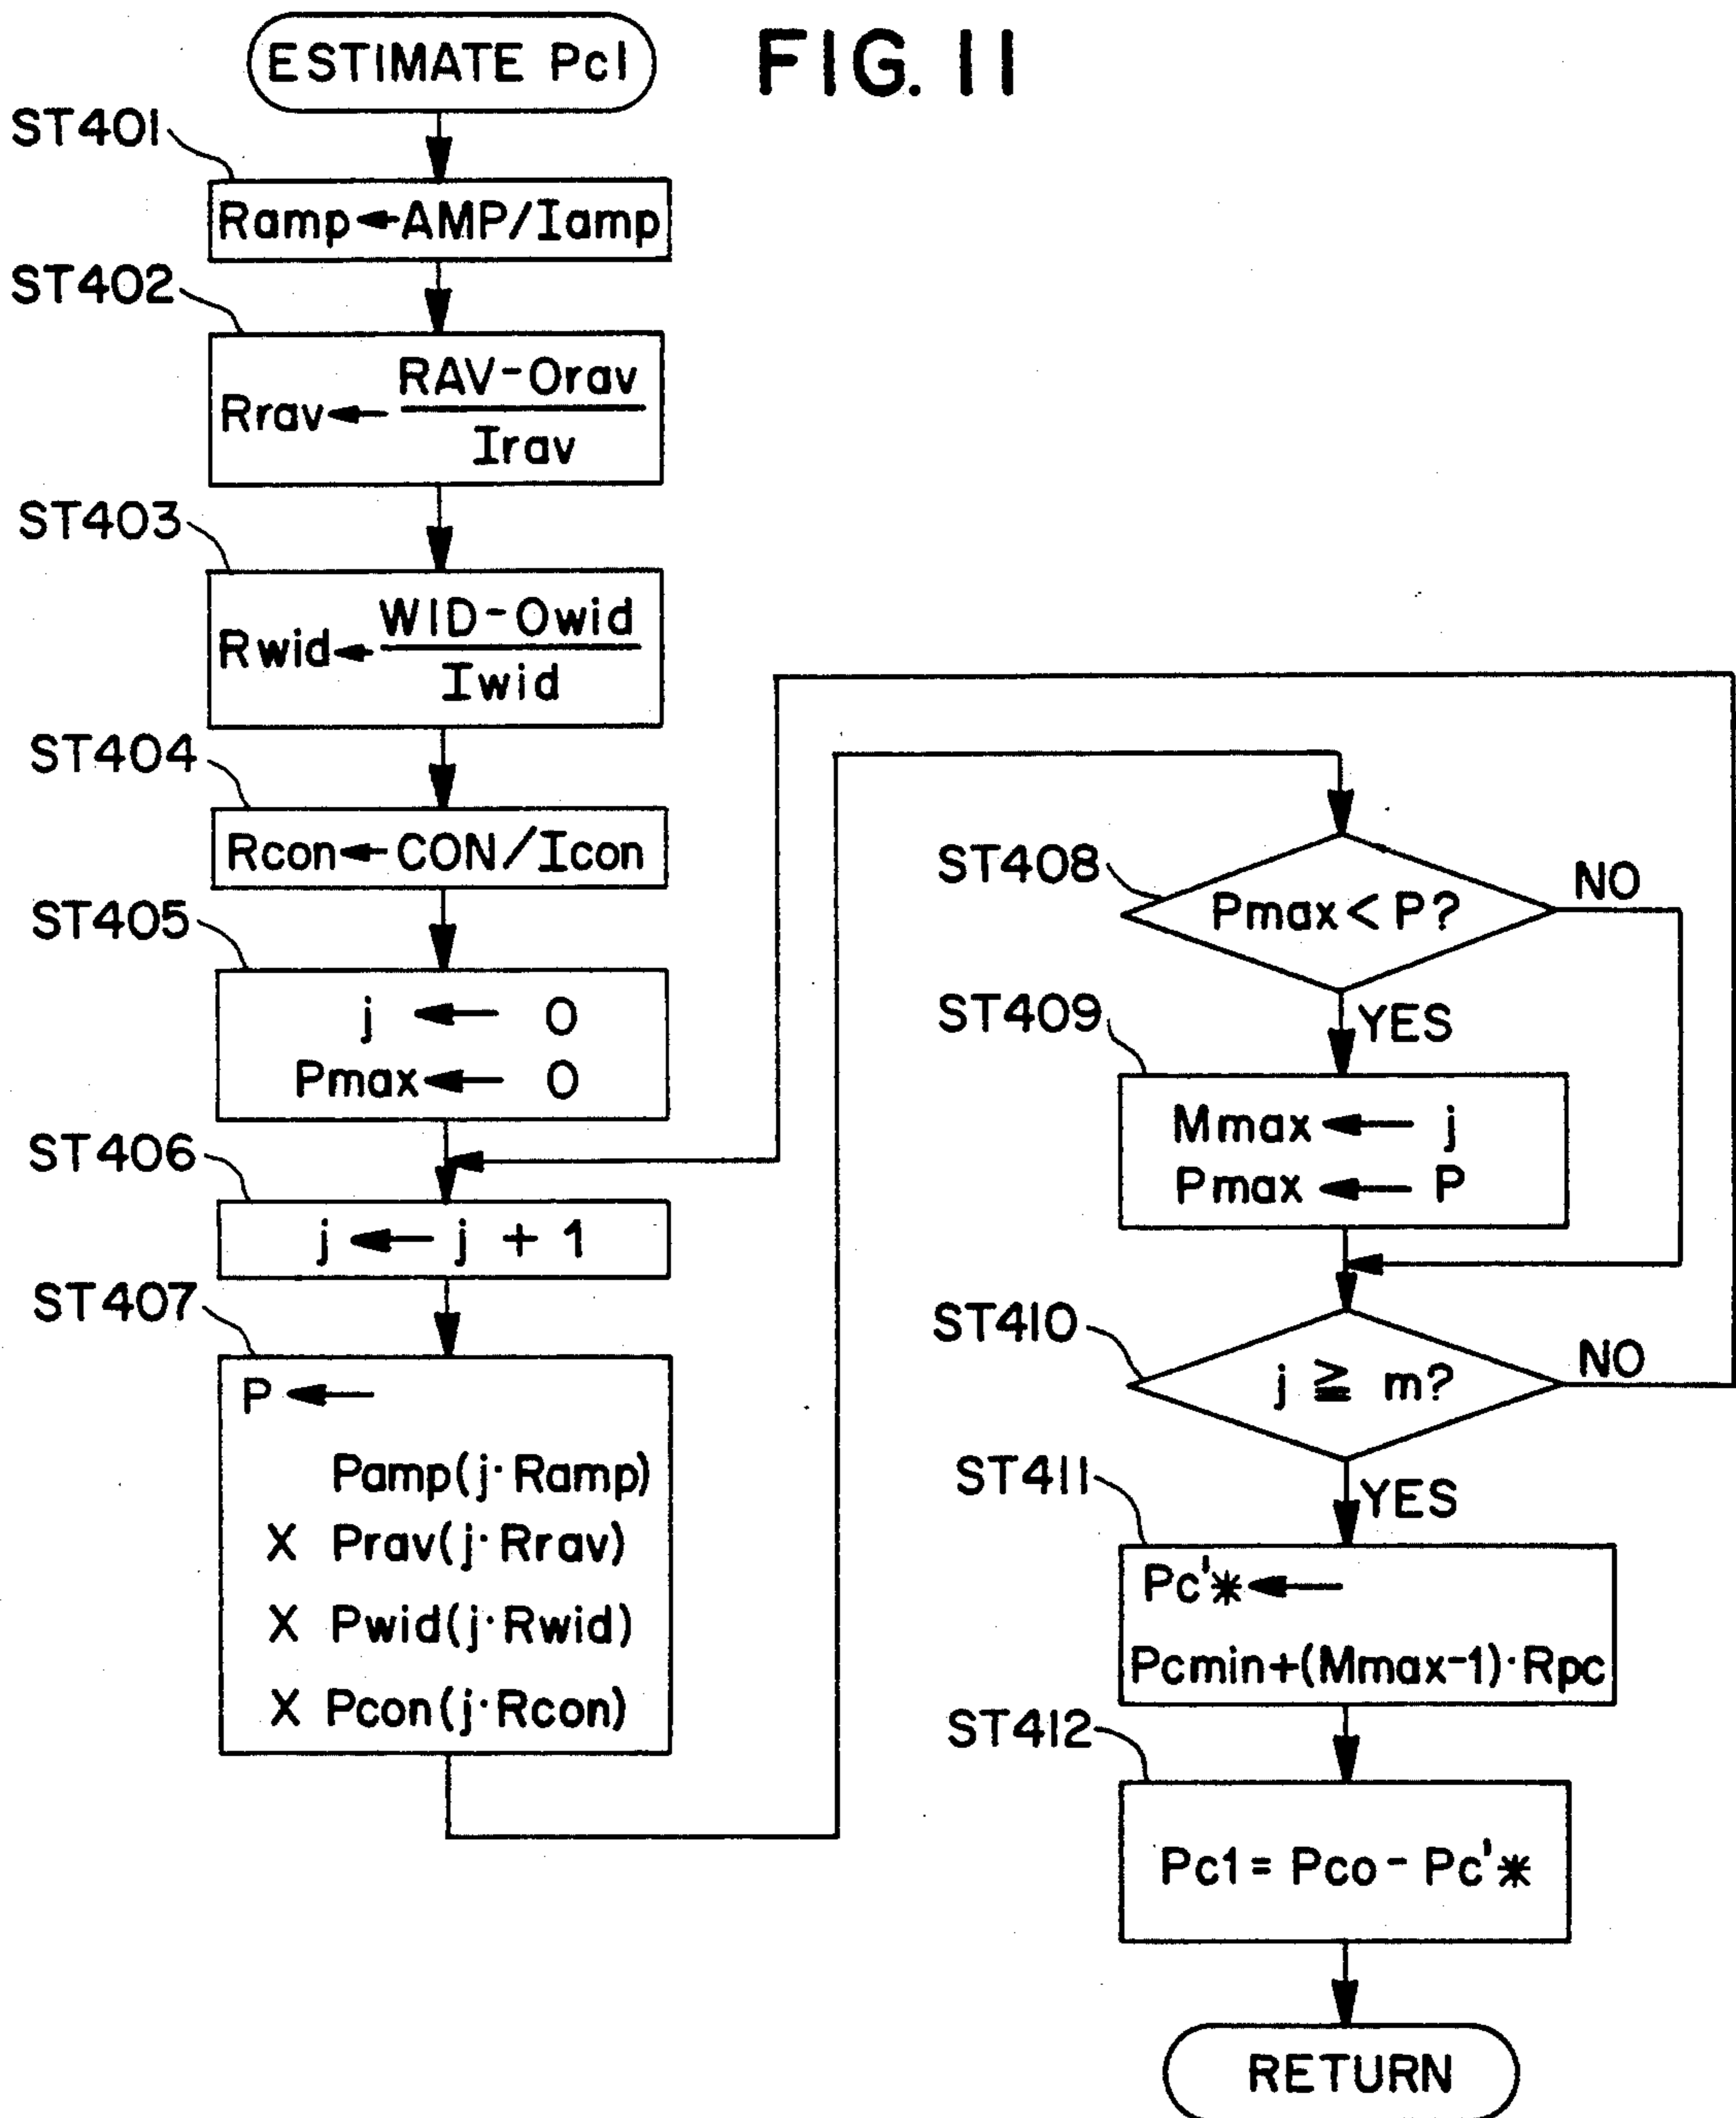 FIG. 11
ESTIMATE Pc1
ST401
Ramp←AMP/Iamp
ST402
Rrav← RAV-Orav
Irav
ST403
Rwid← WID-Owid
Iwid
ST404
Rcon←CON/Icon
ST405
j ← 0
Pmax← 0
ST406
j ← j + 1
ST407
P ←
Pamp(j·Ramp)
X Prav(j·Rrav)
X Pwid(j·Rwid)
X Pcon(j·Rcon)
ST408
Pmax < P?
NO
YES
ST409
Mmax ← j
Pmax ← P
ST410
j ≧ m?
NO
YES
ST411
Pc'* ←
Pcmin+(Mmax-1)·Rpc
ST412
Pc1 = Pco - Pc'*
RETURN